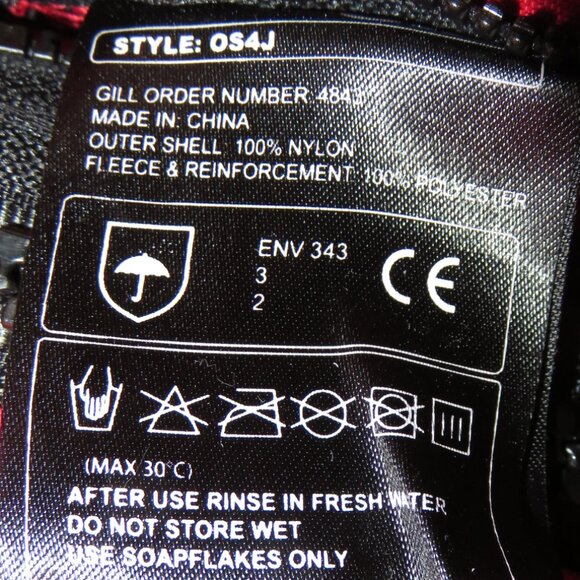 STYLE: OS4J
GILL ORDER NUMBER 4843
MADE IN CHINA
OUTER SHELL 100% NYLON
FLEECE & REINFORCEMENT 100% POLYESTER
ENV 343
3
2
CE
(MAX 30°C)
AFTER USE RINSE IN FRESH WATER
DO NOT STORE WET
USE SOAPFLAKES ONLY